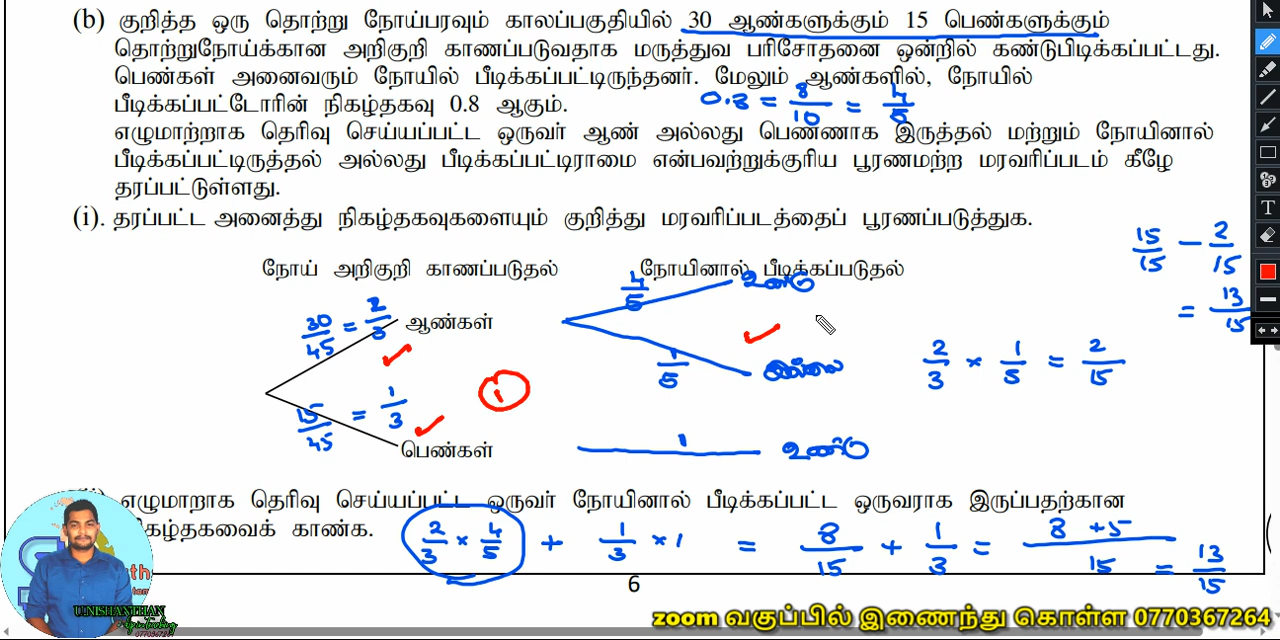 (b) குறித்த ஒரு தொற்று நோய்பரவும் காலப்பகுதியில் 30 ஆண்களுக்கும் 15 பெண்களுக்கும்
தொற்றுநோய்க்கான அறிகுறி காணப்படுவதாக மருத்துவ பரிசோதனை ஒன்றில் கண்டுபிடிக்கப்பட்டது.
பெண்கள் அனைவரும் நோயில் பீடிக்கப்பட்டிருந்தனர். மேலும் ஆண்களில், நோயில்
பீடிக்கப்பட்டோரின் நிகழ்தகவு 0.8 ஆகும். 0.8 = 8/10 = 4/5
எழுமாற்றாக தெரிவு செய்யப்பட்ட ஒருவர் ஆண் அல்லது பெண்ணாக இருத்தல் மற்றும் நோயினால்
பீடிக்கப்பட்டிருத்தல் அல்லது பீடிக்கப்பட்டிராமை என்பவற்றுக்குரிய பூரணமற்ற மரவரிப்படம் கீழே
தரப்பட்டுள்ளது.
(i). தரப்பட்ட அனைத்து நிகழ்தகவுகளையும் குறித்து மரவரிப்படத்தைப் பூரணப்படுத்துக.
15/15 − 2/15
= 13/15
நோய் அறிகுறி காணப்படுதல் நோயினால் பீடிக்கப்படுதல்
4/5 உண்டு
30/45 = 2/3 ஆண்கள்
1/5 இல்லை
2/3 × 1/5 = 2/15
15/45 = 1/3
பெண்கள் 1 உண்டு
எழுமாறாக தெரிவு செய்யப்பட்ட ஒருவர் நோயினால் பீடிக்கப்பட்ட ஒருவராக இருப்பதற்கான
நிகழ்தகவைக் காண்க.
2/3 × 4/5 + 1/3 × 1 = 8/15 + 1/3 = 8 + 5/15 = 13/15
6
U.NISHANTHAN
0770367264
zoom வகுப்பில் இணைந்து கொள்ள 0770367264